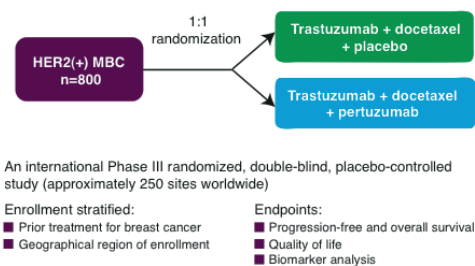 1:1
randomization
HER2(+) MBC
n=800
Trastuzumab + docetaxel
+ placebo
Trastuzumab + docetaxel
+ pertuzumab
An international Phase III randomized, double-blind, placebo-controlled
study (approximately 250 sites worldwide)
Enrollment stratified:
Prior treatment for breast cancer
Geographical region of enrollment
Endpoints:
Progression-free and overall survival
Quality of life
Biomarker analysis